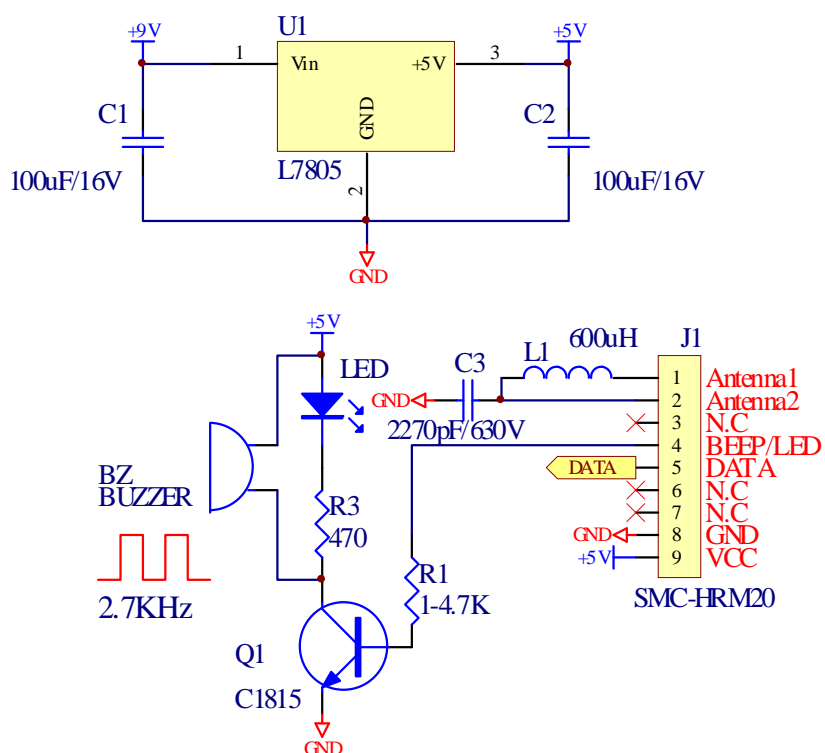 U1
+9V
+5V
1
3
Vin
+5V
GND
C1
C2
100uF/16V
L7805
2
100uF/16V
GND
+5V
LED
BZ
BUZZER
R3
470
2.7KHz
Q1
C1815
GND
R1
1-4.7K
C3
GND
2270pF/630V
L1
600uH
J1
1 Antenna1
2 Antenna2
3 N.C
4 BEEP/LED
DATA 5 DATA
6 N.C
7 N.C
GND 8 GND
+5V 9 VCC
SMC-HRM20